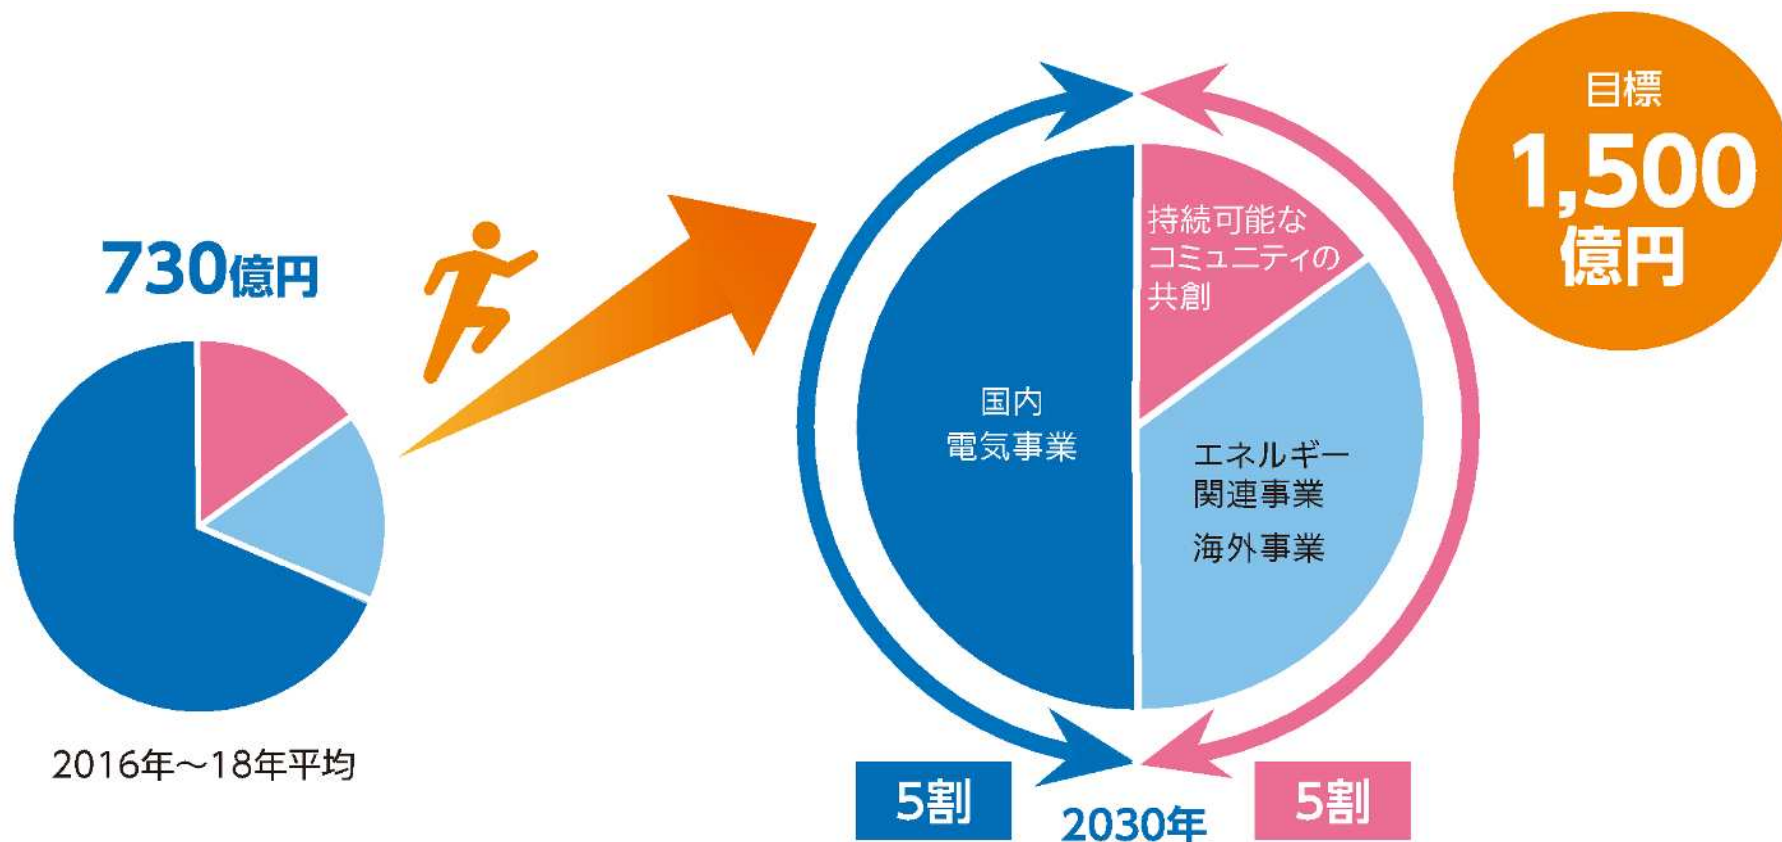 730億円
2016年～18年平均
目標
1,500
億円
持続可能な
コミュニティの
共創
国内
電気事業
エネルギー
関連事業
海外事業
5割
2030年
5割